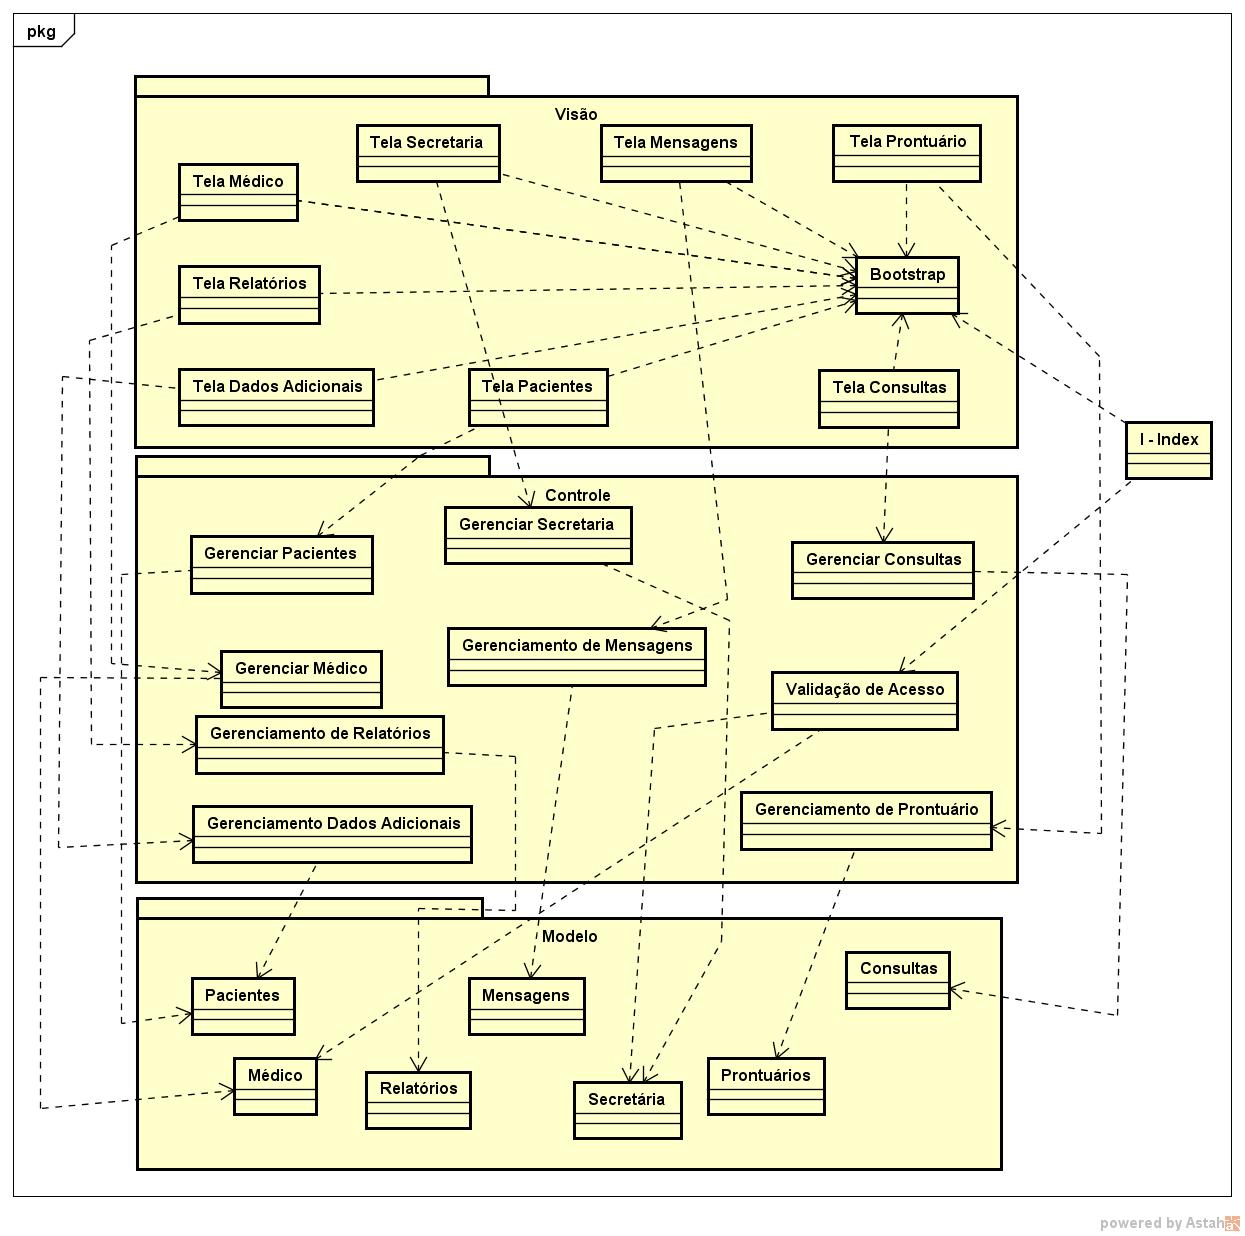 pkg
Visão
Tela Secretaria
Tela Mensagens
Tela Prontuário
Tela Médico
Bootstrap
Tela Relatórios
Tela Dados Adicionais
Tela Pacientes
Tela Consultas
I - Index
Controle
Gerenciar Secretaria
Gerenciar Pacientes
Gerenciar Consultas
Gerenciamento de Mensagens
Gerenciar Médico
Validação de Acesso
Gerenciamento de Relatórios
Gerenciamento Dados Adicionais
Gerenciamento de Prontuário
Modelo
Consultas
Pacientes
Mensagens
Médico
Relatórios
Secretária
Prontuários
powered by Astah